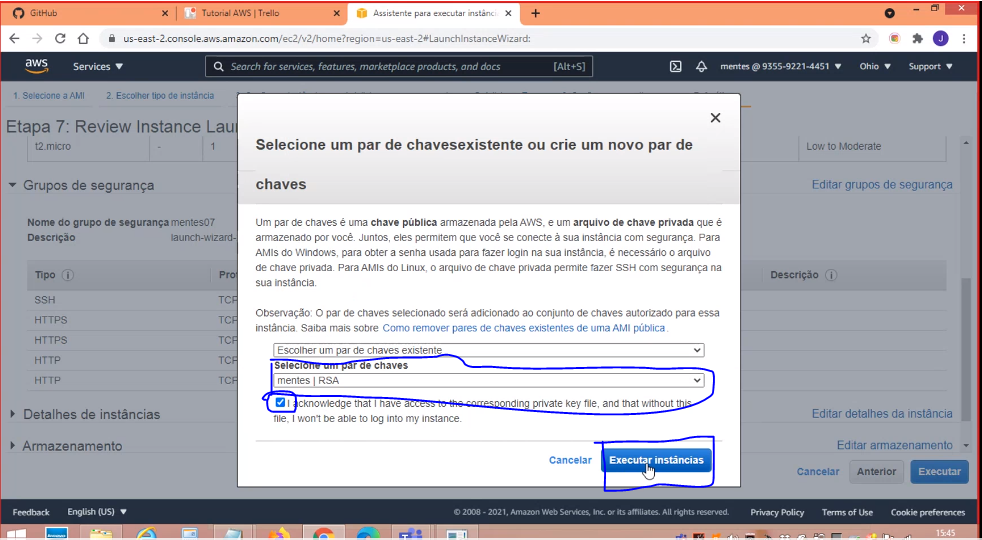 GitHub
Tutorial AWS | Trello
Assistente para executar instânci
us-east-2.console.aws.amazon.com/ec2/v2/home?region=us-east-2#LaunchInstanceWizard:
J
aws
Services ▼
Search for services, features, marketplace products, and docs
[Alt+S]
mentes @ 9355-9221-4451 ▼
Ohio ▼
Support ▼
1. Selecione a AMI
2. Escolher tipo de instância
Etapa 7: Review Instance Laun
t2.micro
-
1
Low to Moderate
Grupos de segurança
Editar grupos de segurança
Nome do grupo de segurança mentes07
Descrição
launch-wizard-
Tipo
Pro
Descrição
SSH
TCP
HTTPS
TCP
HTTPS
TCP
HTTP
TCP
HTTP
TCP
Detalhes de instâncias
Editar detalhes da instância
Armazenamento
Editar armazenamento
Cancelar
Anterior
Executar
Selecione um par de chavesexistente ou crie um novo par de
chaves
Um par de chaves é uma chave pública armazenada pela AWS, e um arquivo de chave privada que é
armazenado por você. Juntos, eles permitem que você se conecte à sua instância com segurança. Para
AMIs do Windows, para obter a senha usada para fazer login na sua instância, é necessário o arquivo
de chave privada. Para AMIs do Linux, o arquivo de chave privada permite fazer SSH com segurança na
sua instância.
Observação: O par de chaves selecionado será adicionado ao conjunto de chaves autorizado para essa
instância. Saiba mais sobre Como remover pares de chaves existentes de uma AMI pública.
Escolher um par de chaves existente
Selecione um par de chaves
mentes | RSA
I acknowledge that I have access to the corresponding private key file, and that without this
file, I won't be able to log into my instance.
Cancelar
Executar instâncias
Feedback
English (US) ▼
© 2008 - 2021, Amazon Web Services, Inc. or its affiliates. All rights reserved.
Privacy Policy
Terms of Use
Cookie preferences
15:45